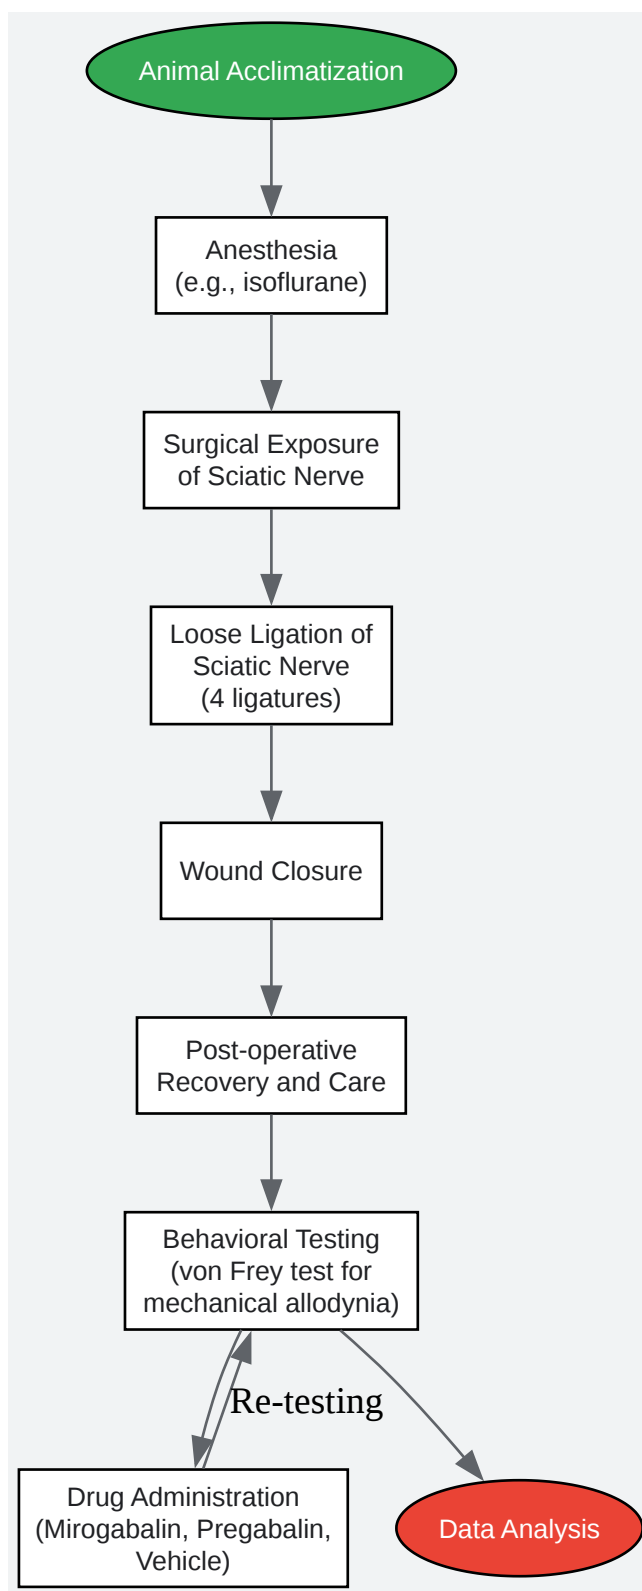 Animal Acclimatization
Anesthesia
(e.g., isoflurane)
Surgical Exposure
of Sciatic Nerve
Loose Ligation of
Sciatic Nerve
(4 ligatures)
Wound Closure
Post-operative
Recovery and Care
Behavioral Testing
(von Frey test for
mechanical allodynia)
Re-testing
Drug Administration
(Mirogabalin, Pregabalin,
Vehicle)
Data Analysis